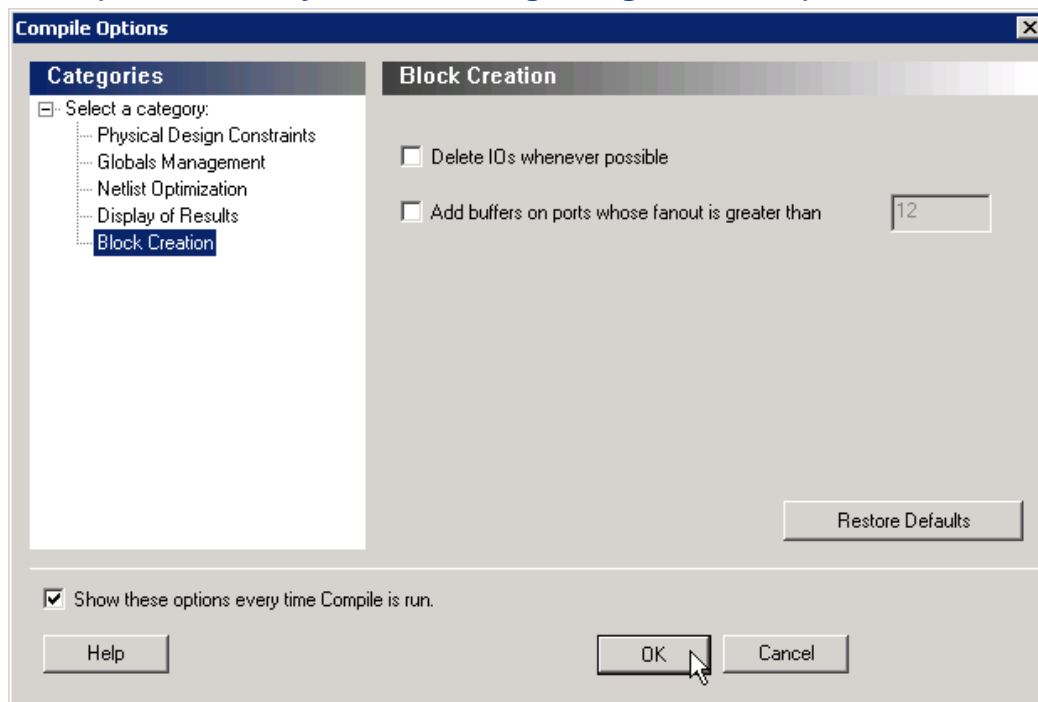 Compile Options
Categories
Select a category:
Physical Design Constraints
Globals Management
Netlist Optimization
Display of Results
Block Creation
Block Creation
Delete IOs whenever possible
Add buffers on ports whose fanout is greater than 12
Restore Defaults
Show these options every time Compile is run.
Help
OK
Cancel